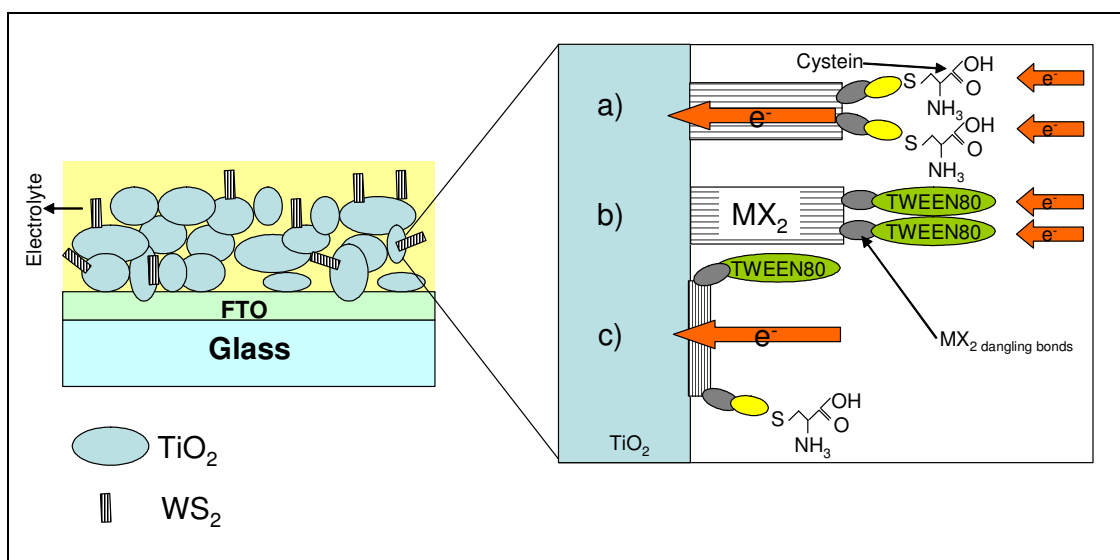 Electrolyte
FTO
Glass
TiO2
WS2
a)
e-
Cystein
S
OH
O
NH3
S
OH
O
NH3
e-
e-
b)
MX2
TWEEN80
TWEEN80
e-
e-
TWEEN80
c)
e-
MX2 dangling bonds
S
OH
O
NH3
TiO2